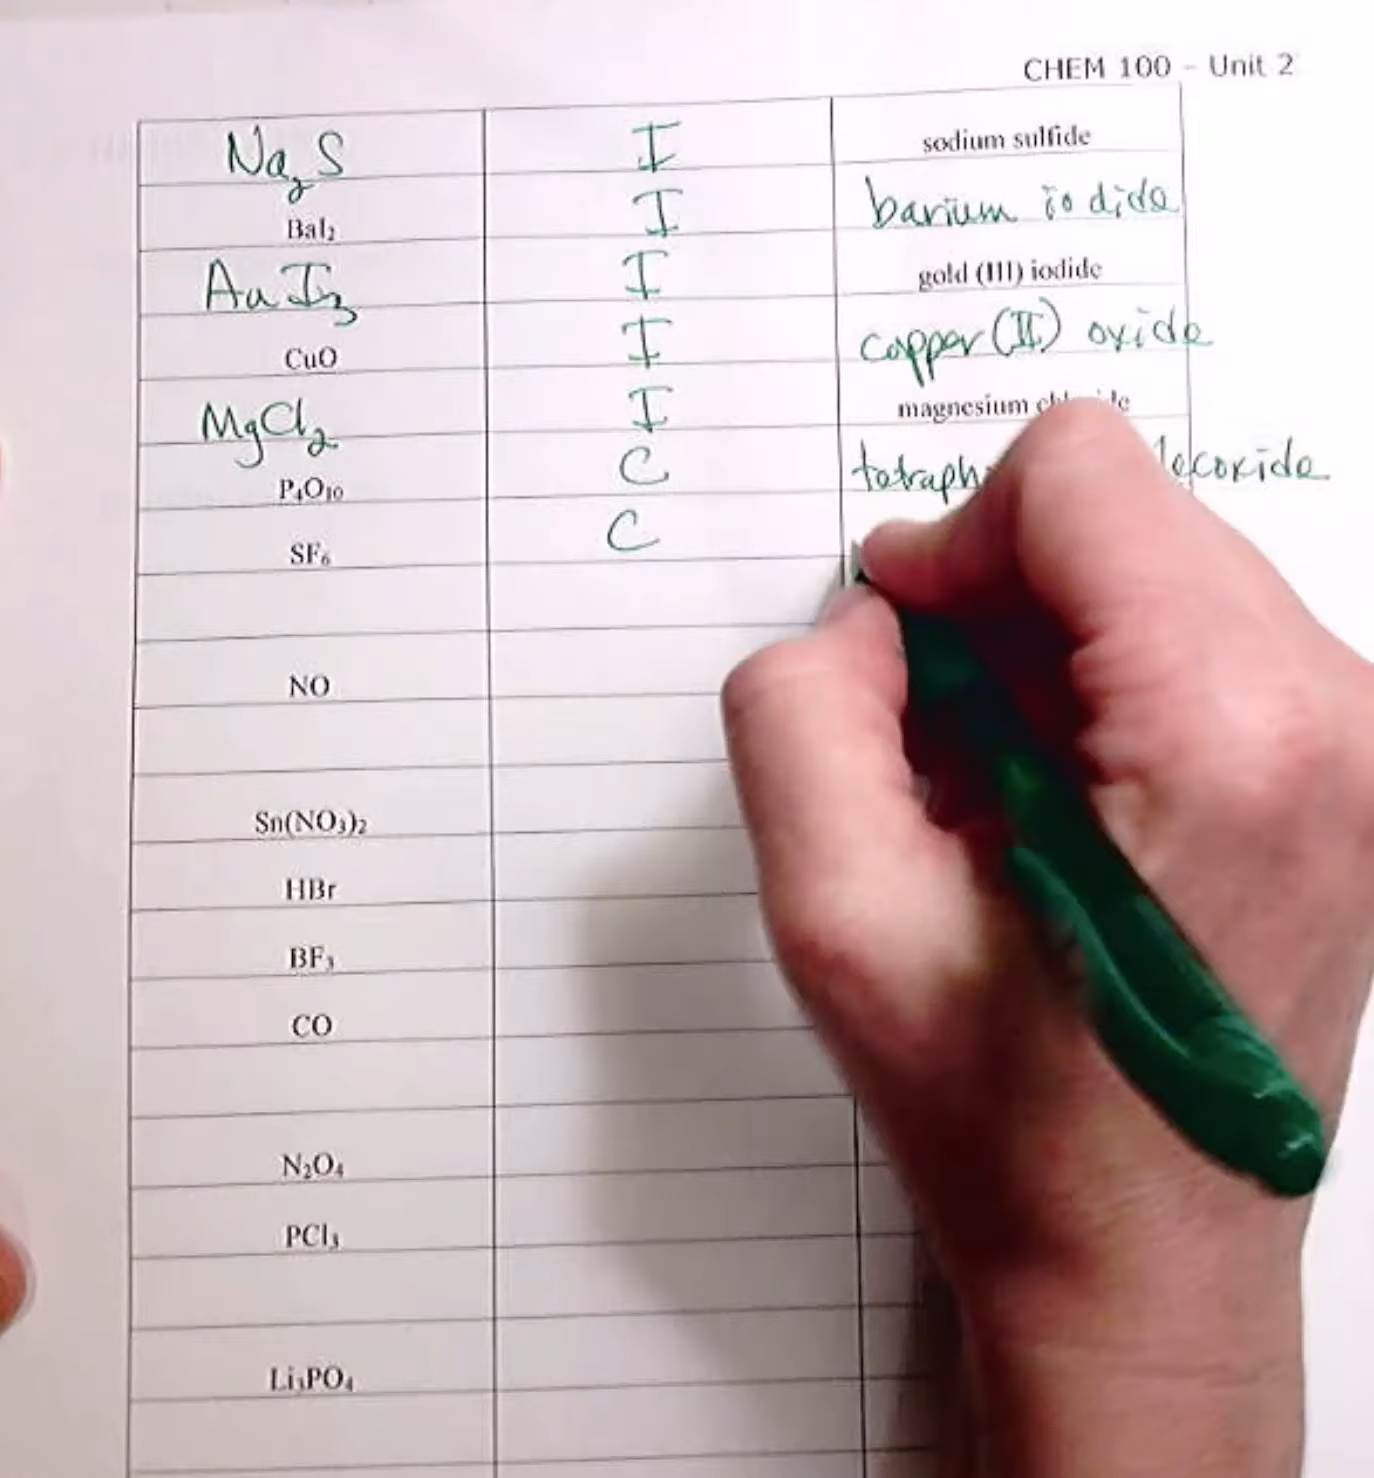 CHEM 100 - Unit 2
Na₂S I sodium sulfide
BaI₂ I barium iodide
AuI₃ I gold (III) iodide
CuO I copper (II) oxide
MgCl₂ I magnesium
P₄O₁₀ C
SF₆ C
NO
Sn(NO₃)₂
HBr
BF₃
CO
N₂O₄
PCl₃
Li₃PO₄